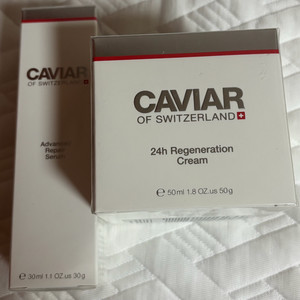 CAVIAR
OF SWITZERLAND
Advanced
Repair
Serum
℮ 30ml 1.1 OZ.us 30g
CAVIAR
OF SWITZERLAND
24h Regeneration
Cream
℮ 50ml 1.8 OZ.us 50g